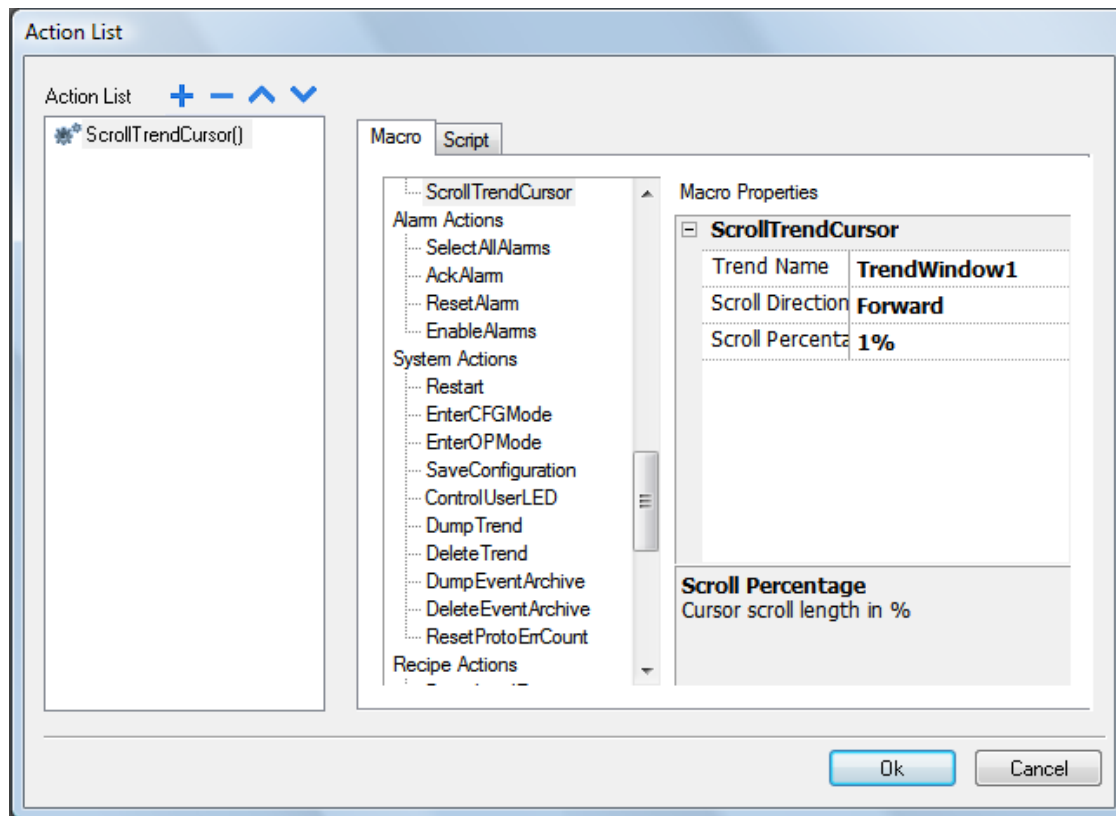 Action List
Action List
ScrollTrendCursor()
Macro
Script
ScrollTrendCursor
Alarm Actions
SelectAllAlarms
AckAlarm
ResetAlarm
EnableAlarms
System Actions
Restart
EnterCFGMode
EnterOPMode
SaveConfiguration
ControlUserLED
DumpTrend
DeleteTrend
DumpEventArchive
DeleteEventArchive
ResetProtoErrCount
Recipe Actions
Macro Properties
ScrollTrendCursor
Trend Name TrendWindow1
Scroll Direction Forward
Scroll Percenta 1%
Scroll Percentage
Cursor scroll length in %
Ok
Cancel